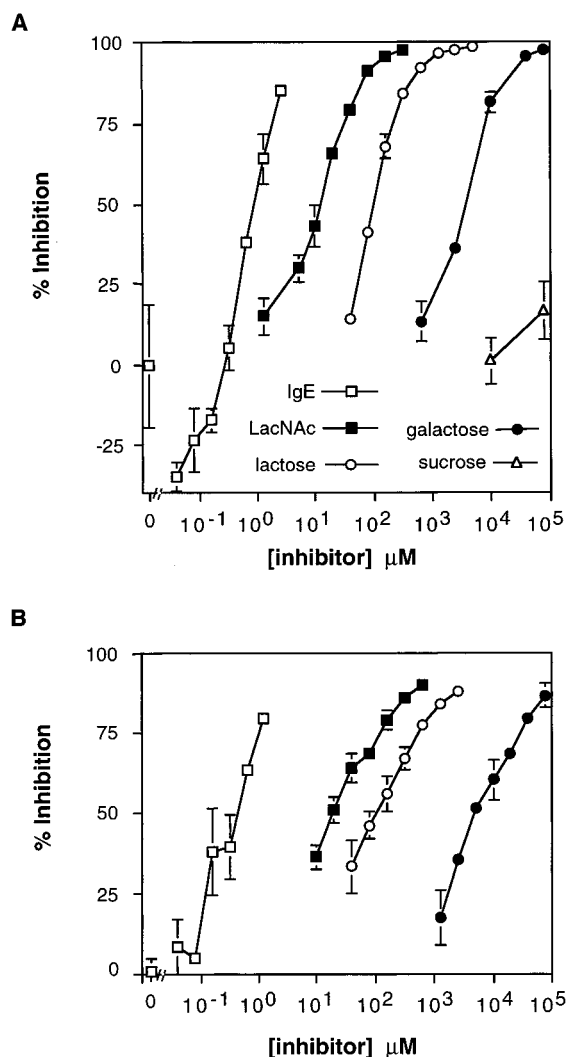 A
100
75
50
25
0
-25
% Inhibition
IgE
LacNAc
lactose
galactose
sucrose
0 10-1 100 101 102 103 104 105
[inhibitor] µM
B
100
75
50
25
0
% Inhibition
0 10-1 100 101 102 103 104 105
[inhibitor] µM